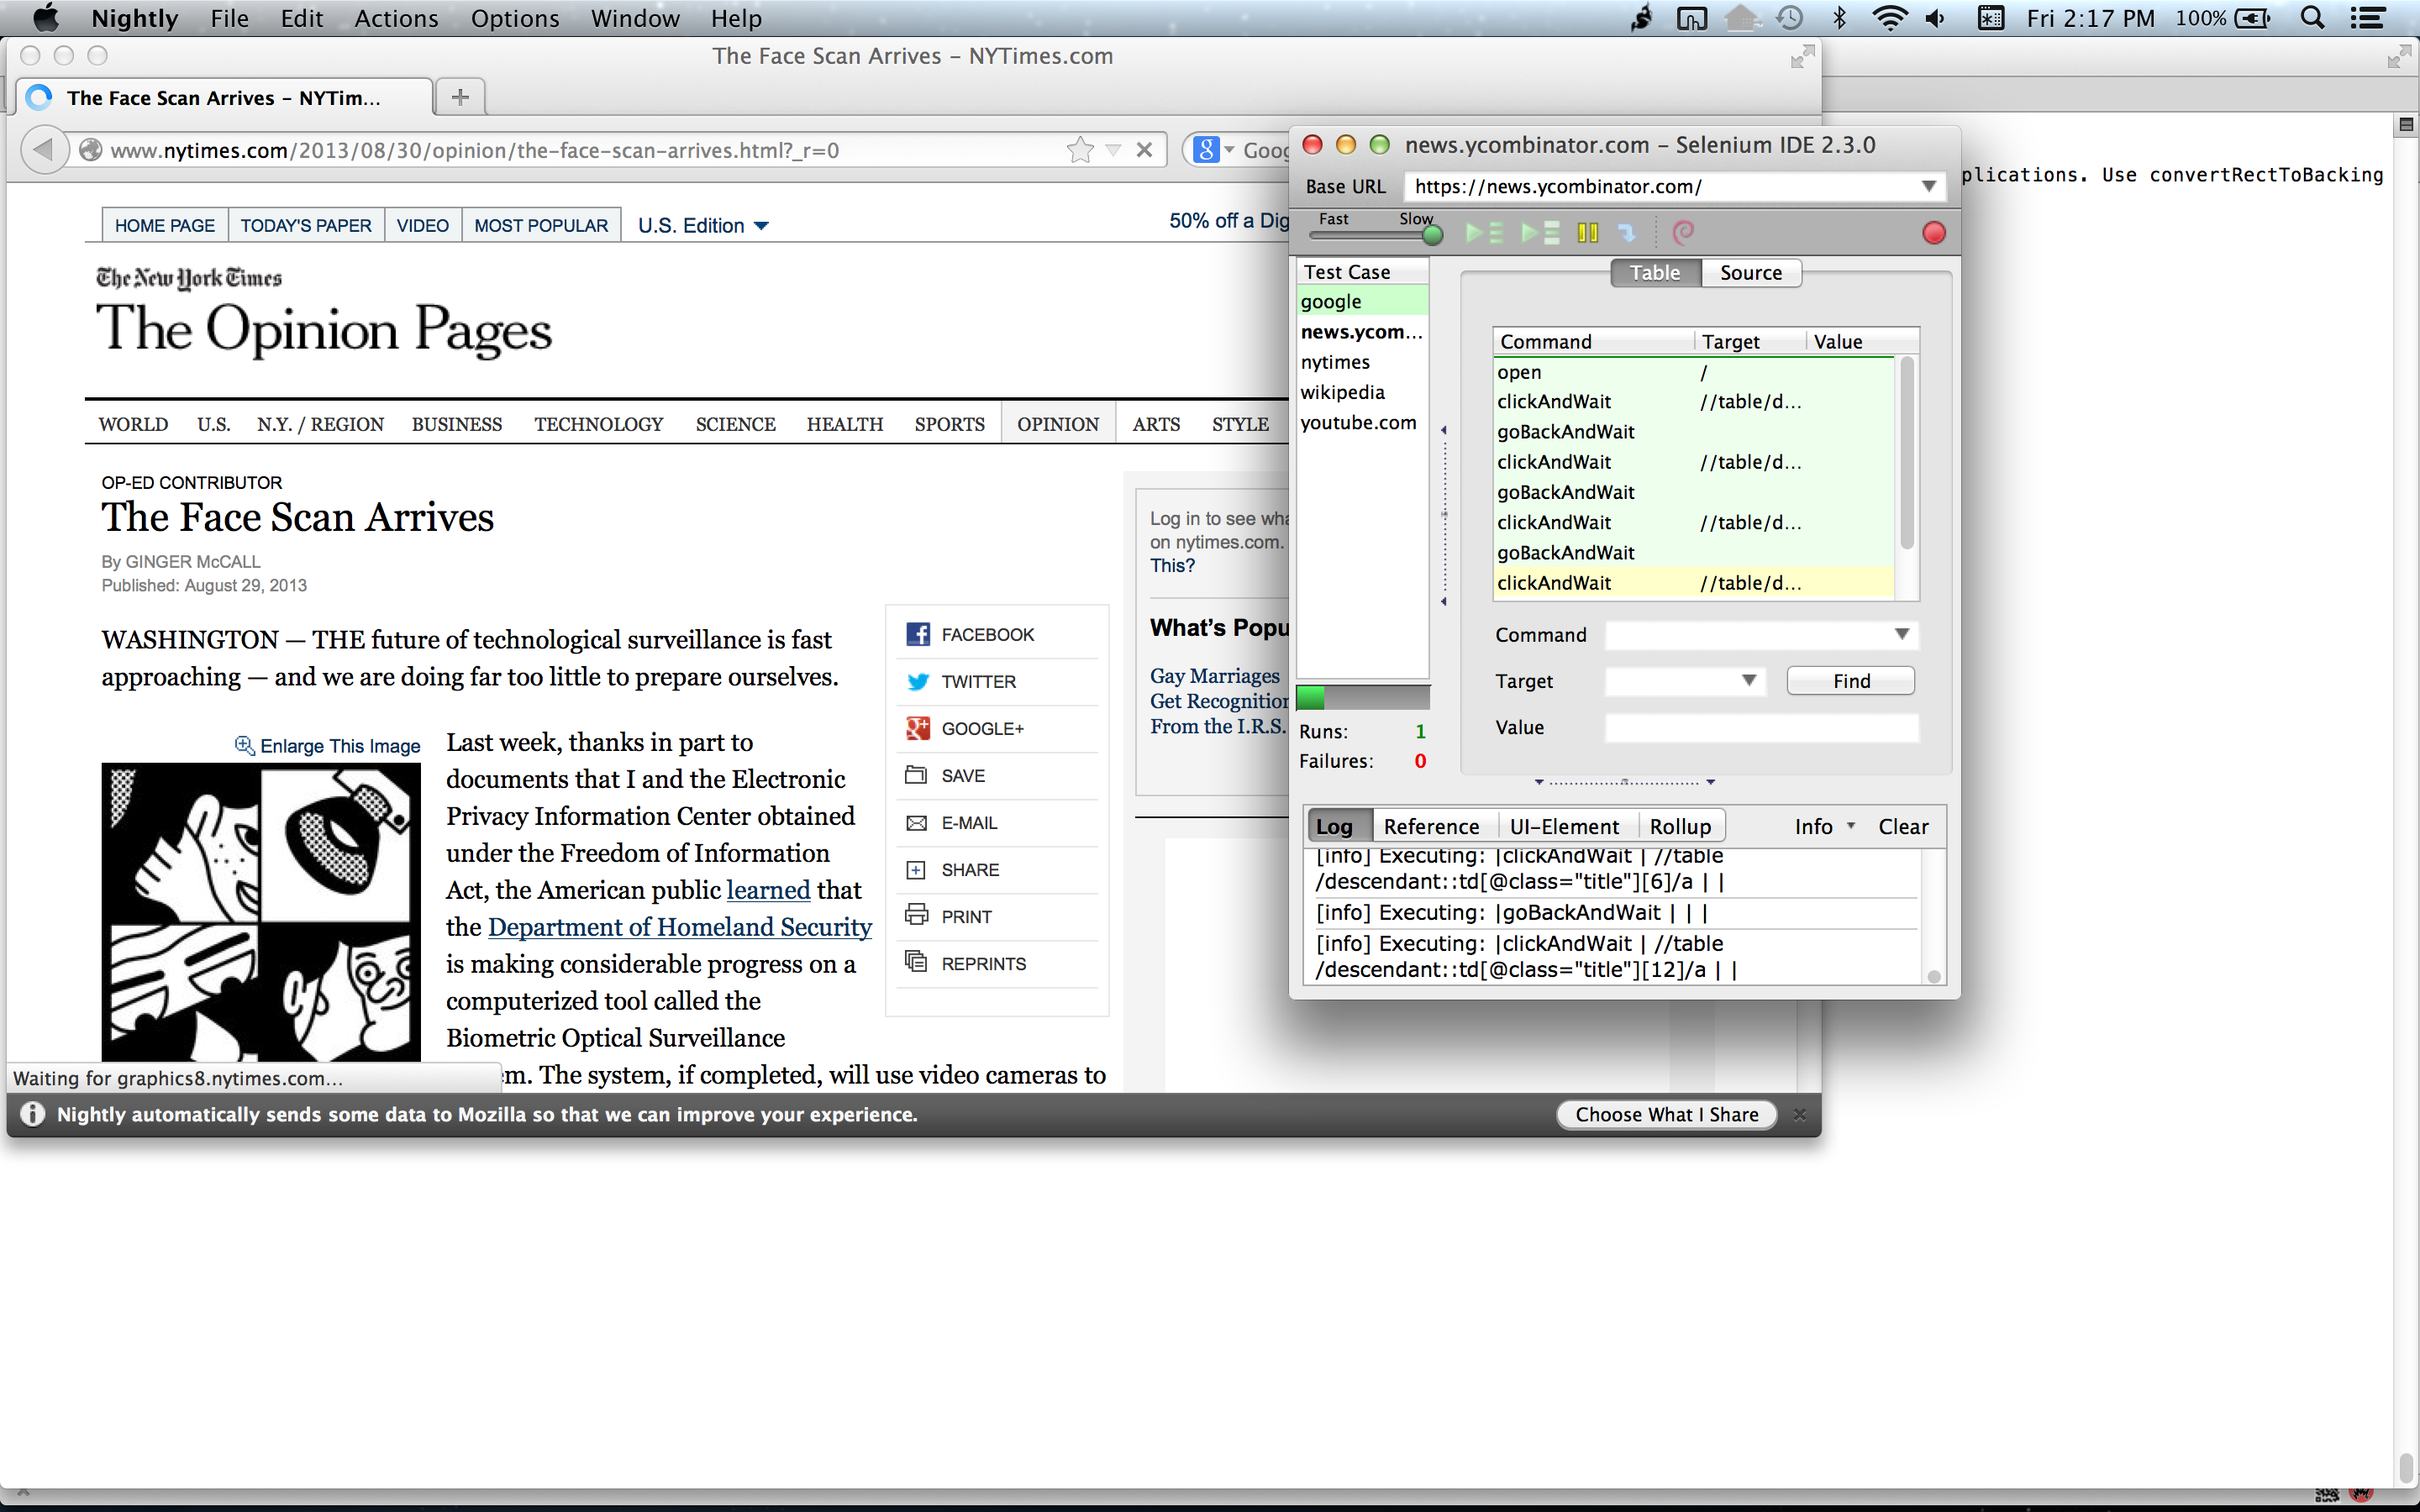 Nightly File Edit Actions Options Window Help Fri 2:17 PM 100%
The Face Scan Arrives – NYTimes.com
The Face Scan Arrives – NYTim...
www.nytimes.com/2013/08/30/opinion/the-face-scan-arrives.html?_r=0
HOME PAGE TODAY'S PAPER VIDEO MOST POPULAR U.S. Edition
50% off a
The New York Times
The Opinion Pages
WORLD U.S. N.Y. / REGION BUSINESS TECHNOLOGY SCIENCE HEALTH SPORTS OPINION ARTS STYLE
OP-ED CONTRIBUTOR
The Face Scan Arrives
By GINGER McCALL
Published: August 29, 2013
WASHINGTON — THE future of technological surveillance is fast
approaching — and we are doing far too little to prepare ourselves.
Enlarge This Image
Last week, thanks in part to
documents that I and the Electronic
Privacy Information Center obtained
under the Freedom of Information
Act, the American public learned that
the Department of Homeland Security
is making considerable progress on a
computerized tool called the
Biometric Optical Surveillance
m. The system, if completed, will use video cameras to
FACEBOOK
TWITTER
GOOGLE+
SAVE
E-MAIL
SHARE
PRINT
REPRINTS
Log in to see
on nytimes.com.
This?
What's Popu
Gay Marriages
Get Recognition
From the I.R.S.
Waiting for graphics8.nytimes.com...
Nightly automatically sends some data to Mozilla so that we can improve your experience.
Choose What I Share
news.ycombinator.com – Selenium IDE 2.3.0
Base URL https://news.ycombinator.com/
Fast Slow
Test Case
google
news.ycom...
nytimes
wikipedia
youtube.com
Runs: 1
Failures: 0
Table Source
Command Target Value
open /
clickAndWait //table/d...
goBackAndWait
clickAndWait //table/d...
goBackAndWait
clickAndWait //table/d...
goBackAndWait
clickAndWait //table/d...
Command
Target Find
Value
Log Reference UI-Element Rollup Info Clear
[info] Executing: |clickAndWait | //table
/descendant::td[@class="title"][6]/a | |
[info] Executing: |goBackAndWait | | |
[info] Executing: |clickAndWait | //table
/descendant::td[@class="title"][12]/a | |
plications. Use convertRectToBacking